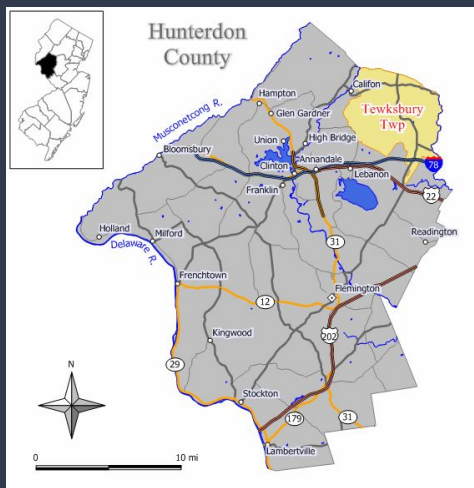 Hunterdon
County
Hampton
Califon
Glen Gardner
Tewksbury
Twp
Musconetcong R.
Union
High Bridge
Bloomsbury
Clinton
Annandale
78
Lebanon
Franklin
22
Holland
Milford
31
Readington
Delaware R.
Frenchtown
12
Flemington
202
Kingwood
29
Stockton
31
179
Lambertville
0
10 mi